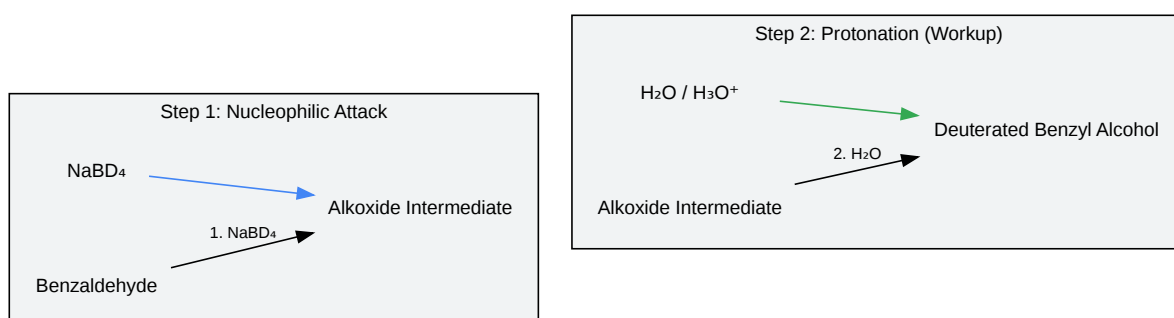 Step 1: Nucleophilic Attack
NaBD₄
Alkoxide Intermediate
1. NaBD₄
Benzaldehyde
Step 2: Protonation (Workup)
H₂O / H₃O⁺
Deuterated Benzyl Alcohol
2. H₂O
Alkoxide Intermediate